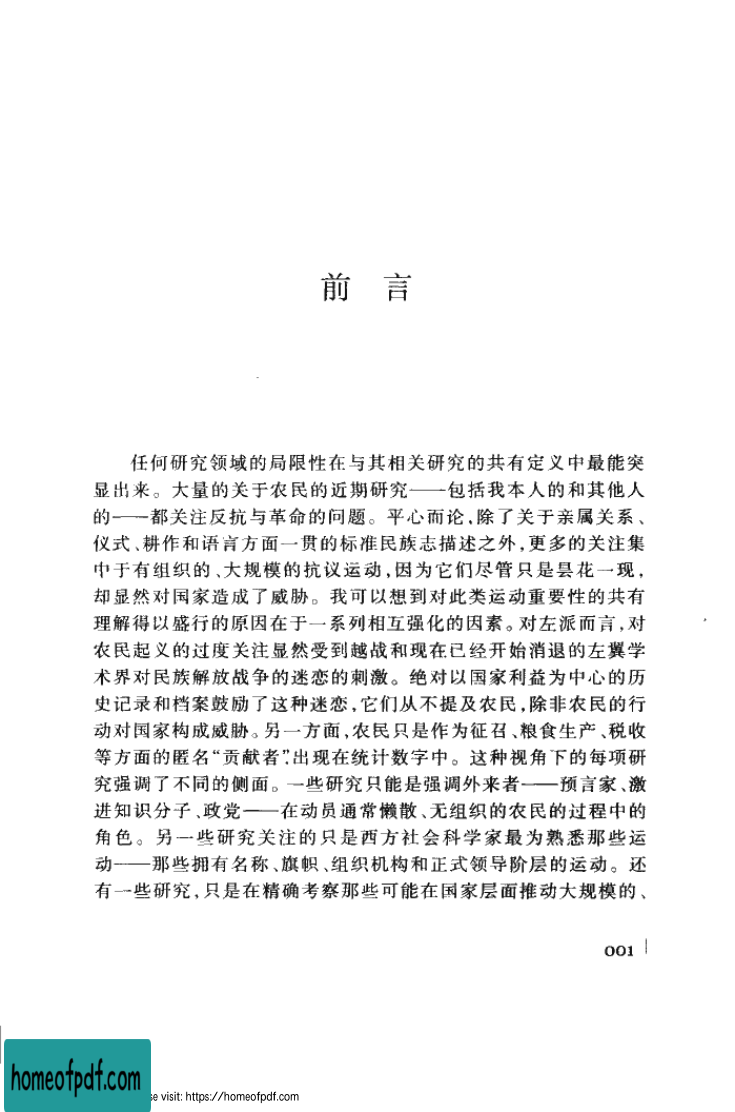 前言
任何研究领域的局限性在与其相关研究的共有定义中最能突
显出来。大量的关于农民的近期研究——包括我本人的和其他人
的——都关注反抗与革命的问题。平心而论,除了关于亲属关系、
仪式、耕作和语言方面一贯的标准民族志描述之外,更多的关注集
中于有组织的、大规模的抗议运动,因为它们尽管只是昙花一现,
却显然对国家造成了威胁。我可以想到对此类运动重要性的共有
理解得以盛行的原因在于一系列相互强化的因素。对左派而言,对
农民起义的过度关注显然受到越战和现在已经开始消退的左翼学
术界对民族解放战争的迷恋的刺激。绝对以国家利益为中心的历
史记录和档案鼓励了这种迷恋,它们从不提及农民,除非农民的行
动对国家构成威胁。另一方面,农民只是作为征召、粮食生产、税收
等方面的匿名“贡献者”出现在统计数字中。这种视角下的每项研
究强调了不同的侧面。一些研究只能是强调外来者——预言家、激
进知识分子、政党——在动员通常懒散、无组织的农民的过程中的
角色。另一些研究关注的只是西方社会科学家最为熟悉那些运
动——那些拥有名称、旗帜、组织机构和正式领导阶层的运动。还
有一些研究,只是在精确考察那些可能在国家层面推动大规模的、
001
homeofpdf.com
se visit: https://homeofpdf.com